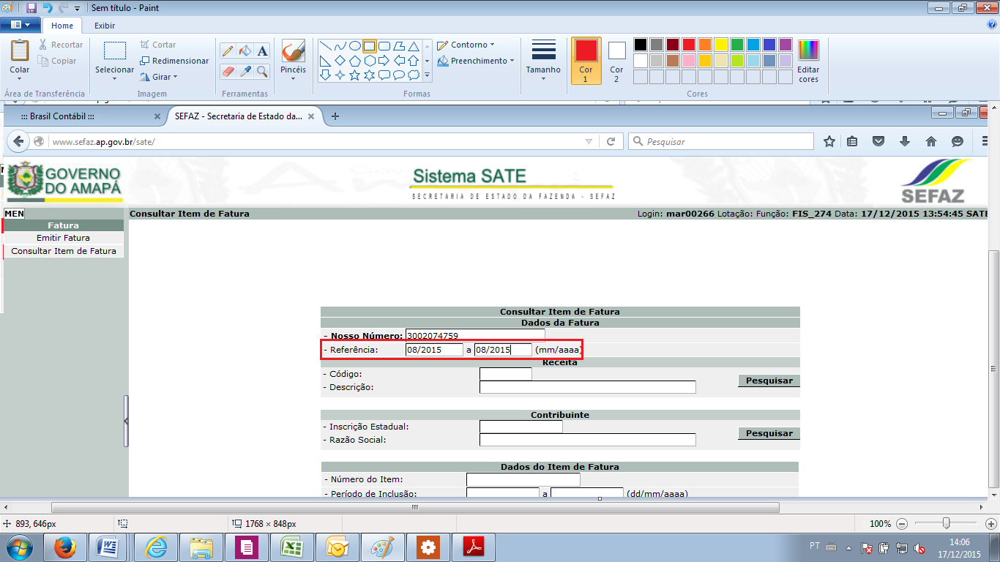 Sem título - Paint
Home
Exibir
Colar
Recortar
Copiar
Área de Transferência
Selecionar
Cortar
Redimensionar
Girar
Imagem
Ferramentas
Pincéis
Contorno
Preenchimento
Formas
Tamanho
Cor
1
Cor
2
Editar
cores
Cores
::: Brasil Contábil :::
SEFAZ - Secretaria de Estado da...
www.sefaz.ap.gov.br/sate/
Pesquisar
GOVERNO
DO AMAPÁ
Sistema SATE
SECRETARIA DE ESTADO DA FAZENDA - SEFAZ
SEFAZ
MEN
Consultar Item de Fatura
Login: mar00266 Lotação: Função: FIS_274 Data: 17/12/2015 13:54:45 SATE
Fatura
Emitir Fatura
Consultar Item de Fatura
Consultar Item de Fatura
Dados da Fatura
- Nosso Número: 3002074759
- Referência: 08/2015 a 08/2015 (mm/aaaa)
Receita
- Código:
- Descrição:
Pesquisar
Contribuinte
- Inscrição Estadual:
- Razão Social:
Pesquisar
Dados do Item de Fatura
- Número do Item:
- Período de Inclusão: a (dd/mm/aaaa)
893, 646px
1768 × 848px
100%
PT
14:06
17/12/2015